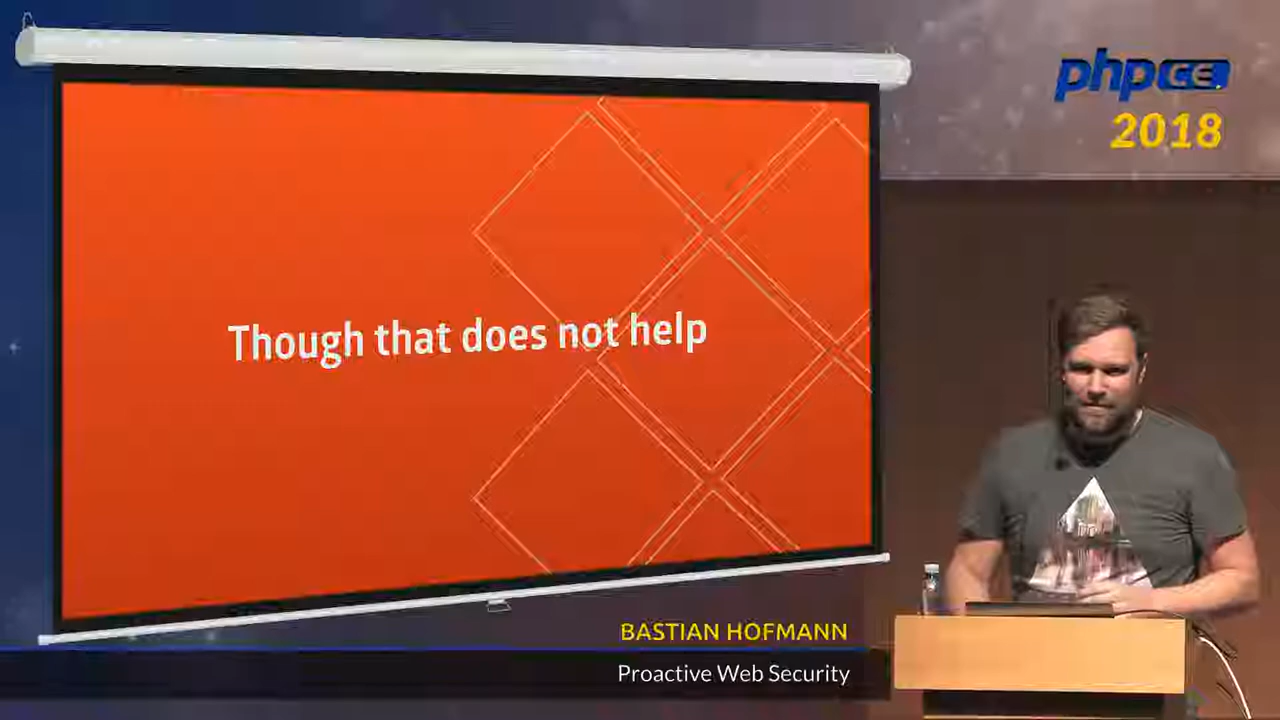 phpCE
2018
Though that does not help
BASTIAN HOFMANN
Proactive Web Security